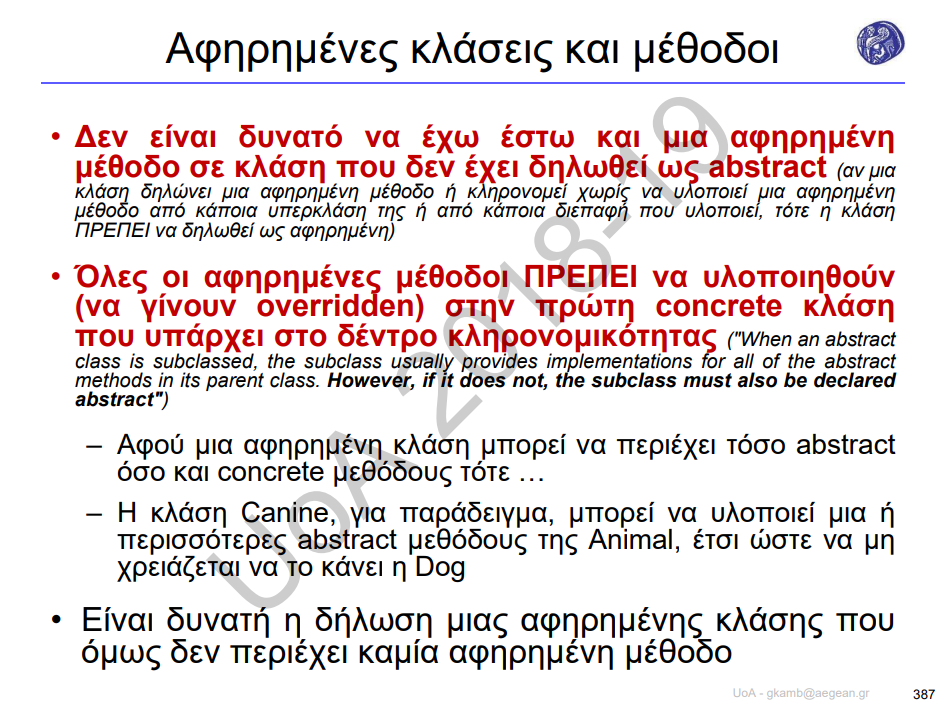 Αφηρημένες κλάσεις και μέθοδοι
• Δεν είναι δυνατό να έχω έστω και μια αφηρημένη
μέθοδο σε κλάση που δεν έχει δηλωθεί ως abstract (αν μια
κλάση δηλώνει μια αφηρημένη μέθοδο ή κληρονομεί χωρίς να υλοποιεί μια αφηρημένη
μέθοδο από κάποια υπερκλάση της ή από κάποια διεπαφή που υλοποιεί, τότε η κλάση
ΠΡΕΠΕΙ να δηλωθεί ως αφηρημένη)
• Όλες οι αφηρημένες μέθοδοι ΠΡΕΠΕΙ να υλοποιηθούν
(να γίνουν overridden) στην πρώτη concrete κλάση
που υπάρχει στο δέντρο κληρονομικότητας ("When an abstract
class is subclassed, the subclass usually provides implementations for all of the abstract
methods in its parent class. However, if it does not, the subclass must also be declared
abstract")
– Αφού μια αφηρημένη κλάση μπορεί να περιέχει τόσο abstract
όσο και concrete μεθόδους τότε …
– Η κλάση Canine, για παράδειγμα, μπορεί να υλοποιεί μια ή
περισσότερες abstract μεθόδους της Animal, έτσι ώστε να μη
χρειάζεται να το κάνει η Dog
• Είναι δυνατή η δήλωση μιας αφηρημένης κλάσης που
όμως δεν περιέχει καμία αφηρημένη μέθοδο
UoA 2018-19
UoA - gkamb@aegean.gr
387